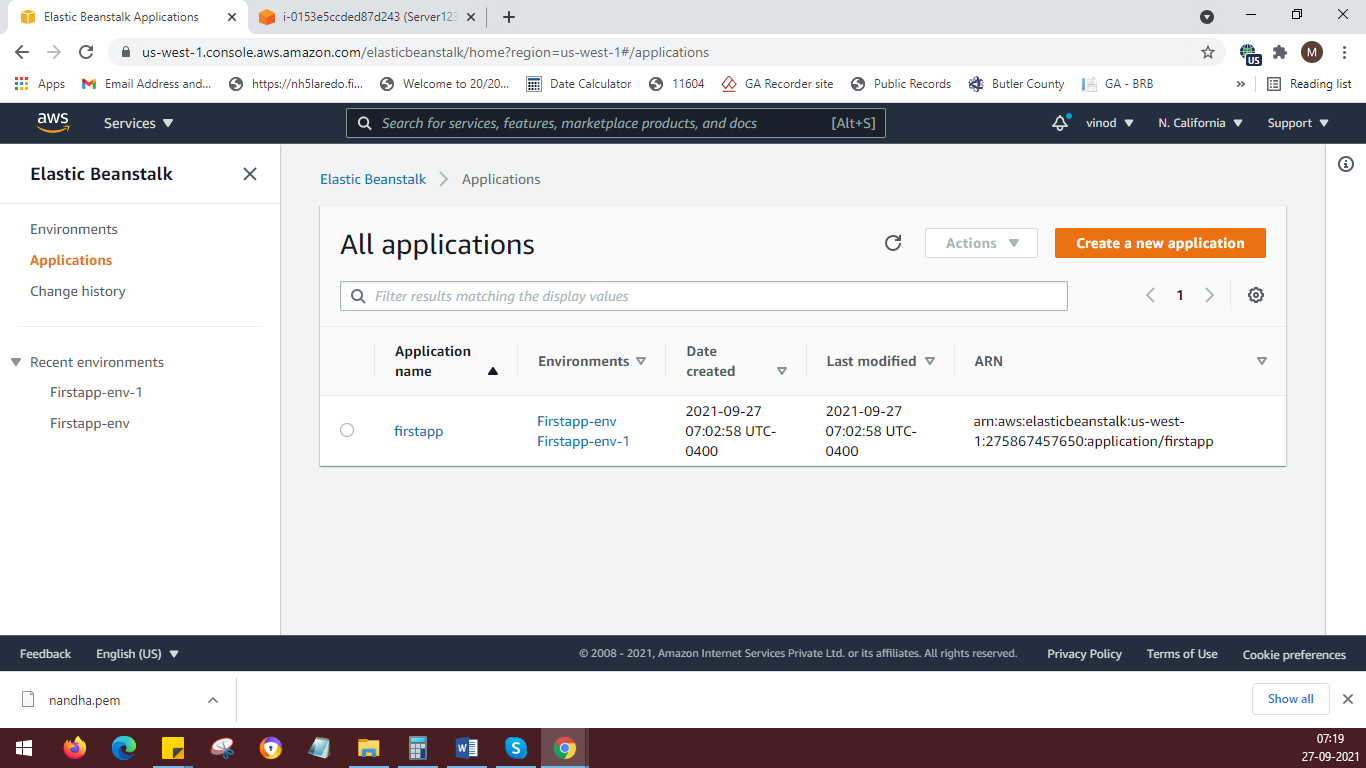 Elastic Beanstalk Applications
i-0153e5ccded87d243 (Server123
us-west-1.console.aws.amazon.com/elasticbeanstalk/home?region=us-west-1#/applications
US
M
Apps
Email Address and...
https://nh5laredo.fi...
Welcome to 20/20...
Date Calculator
11604
GA Recorder site
Public Records
Butler County
GA - BRB
»
Reading list
aws
Services
Search for services, features, marketplace products, and docs
[Alt+S]
vinod
N. California
Support
Elastic Beanstalk
Environments
Applications
Change history
Recent environments
Firstapp-env-1
Firstapp-env
Elastic Beanstalk
Applications
All applications
Actions
Create a new application
Filter results matching the display values
1
Application
name
Environments
Date
created
Last modified
ARN
firstapp
Firstapp-env
Firstapp-env-1
2021-09-27
07:02:58 UTC-
0400
2021-09-27
07:02:58 UTC-
0400
arn:aws:elasticbeanstalk:us-west-
1:275867457650:application/firstapp
Feedback
English (US)
© 2008 - 2021, Amazon Internet Services Private Ltd. or its affiliates. All rights reserved.
Privacy Policy
Terms of Use
Cookie preferences
nandha.pem
Show all
07:19
27-09-2021